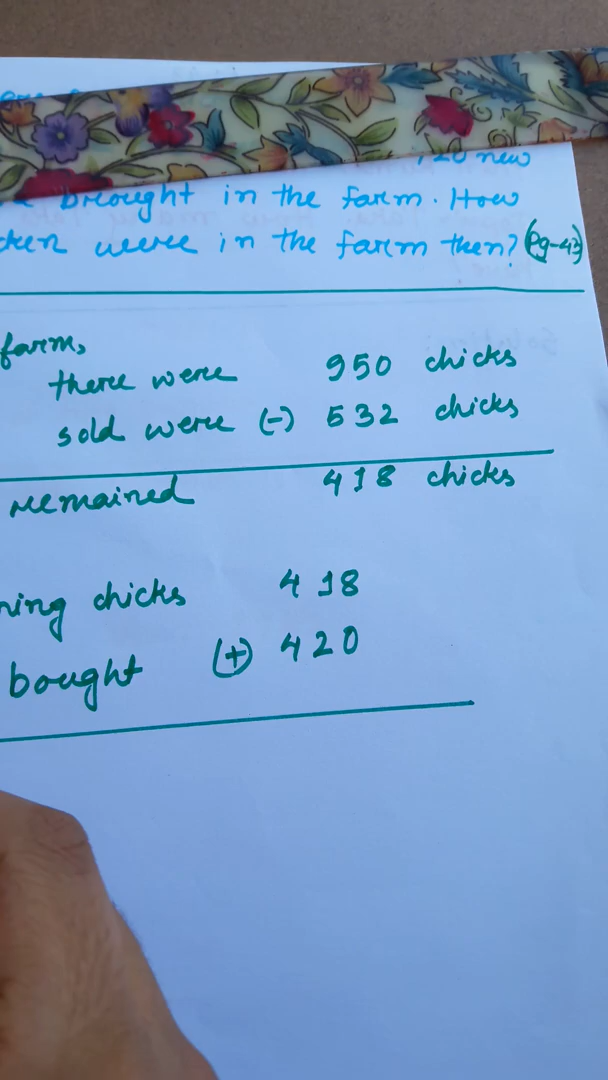 new
brought in the farm. How
were in the farm then? (Pg-43)
farm,
there were 950 chicks
sold were (-) 532 chicks
remained 418 chicks
ning chicks 418
bought (+) 420